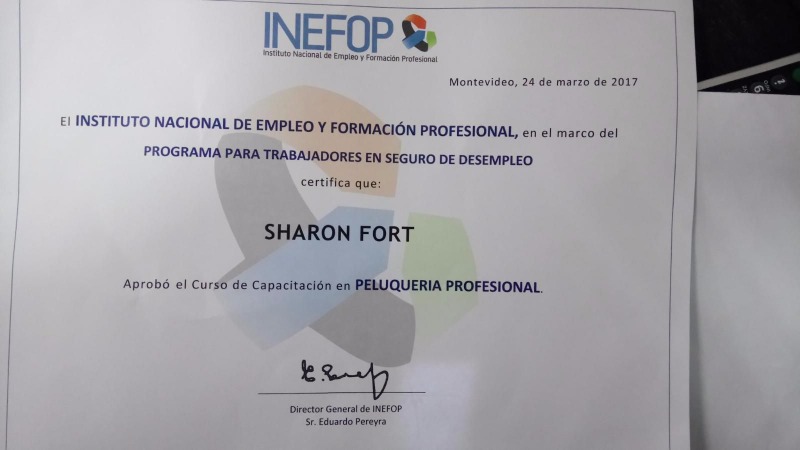 INEFOP
Instituto Nacional de Empleo y Formación Profesional
Montevideo, 24 de marzo de 2017
El INSTITUTO NACIONAL DE EMPLEO Y FORMACIÓN PROFESIONAL, en el marco del
PROGRAMA PARA TRABAJADORES EN SEGURO DE DESEMPLEO
certifica que:
SHARON FORT
Aprobó el Curso de Capacitación en PELUQUERIA PROFESIONAL.
Director General de INEFOP
Sr. Eduardo Pereyra